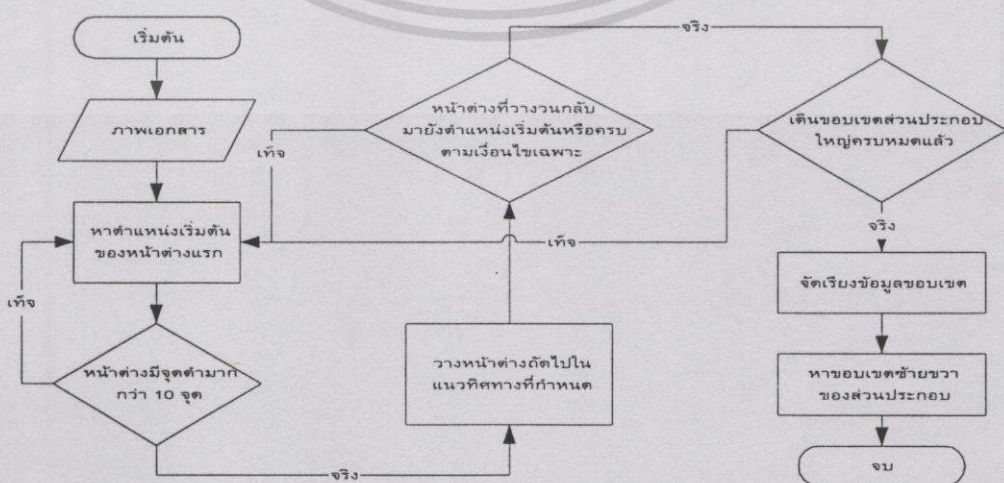 เริ่มต้น
ภาพเอกสาร
หาตำแหน่งเริ่มต้น
ของหน้าต่างแรก
เท็จ
หน้าต่างมีจุดดำมาก
กว่า 10 จุด
จริง
วางหน้าต่างถัดไปใน
แนวทิศทางที่กำหนด
หน้าต่างที่วางวนกลับ
มายังตำแหน่งเริ่มต้นหรือครบ
ตามเงื่อนไขเฉพาะ
เท็จ
จริง
เดินขอบเขตส่วนประกอบ
ใหญ่ครบหมดแล้ว
เท็จ
จริง
จัดเรียงข้อมูลขอบเขต
หาขอบเขตซ้ายขวา
ของส่วนประกอบ
จบ